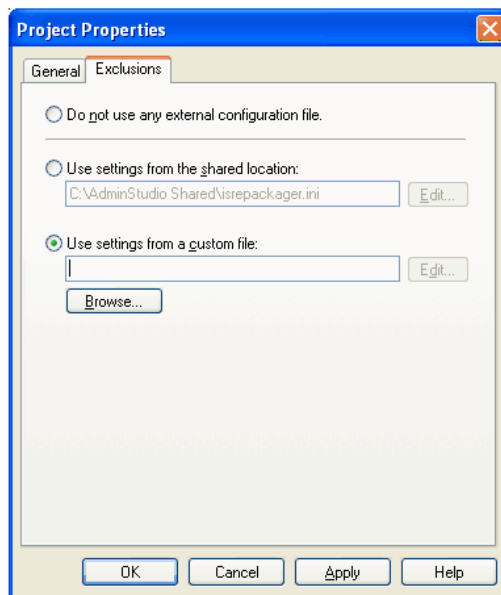 Project Properties
General Exclusions
Do not use any external configuration file.
Use settings from the shared location:
C:\AdminStudio Shared\isrepackager.ini Edit...
Use settings from a custom file:
Edit...
Browse...
OK Cancel Apply Help